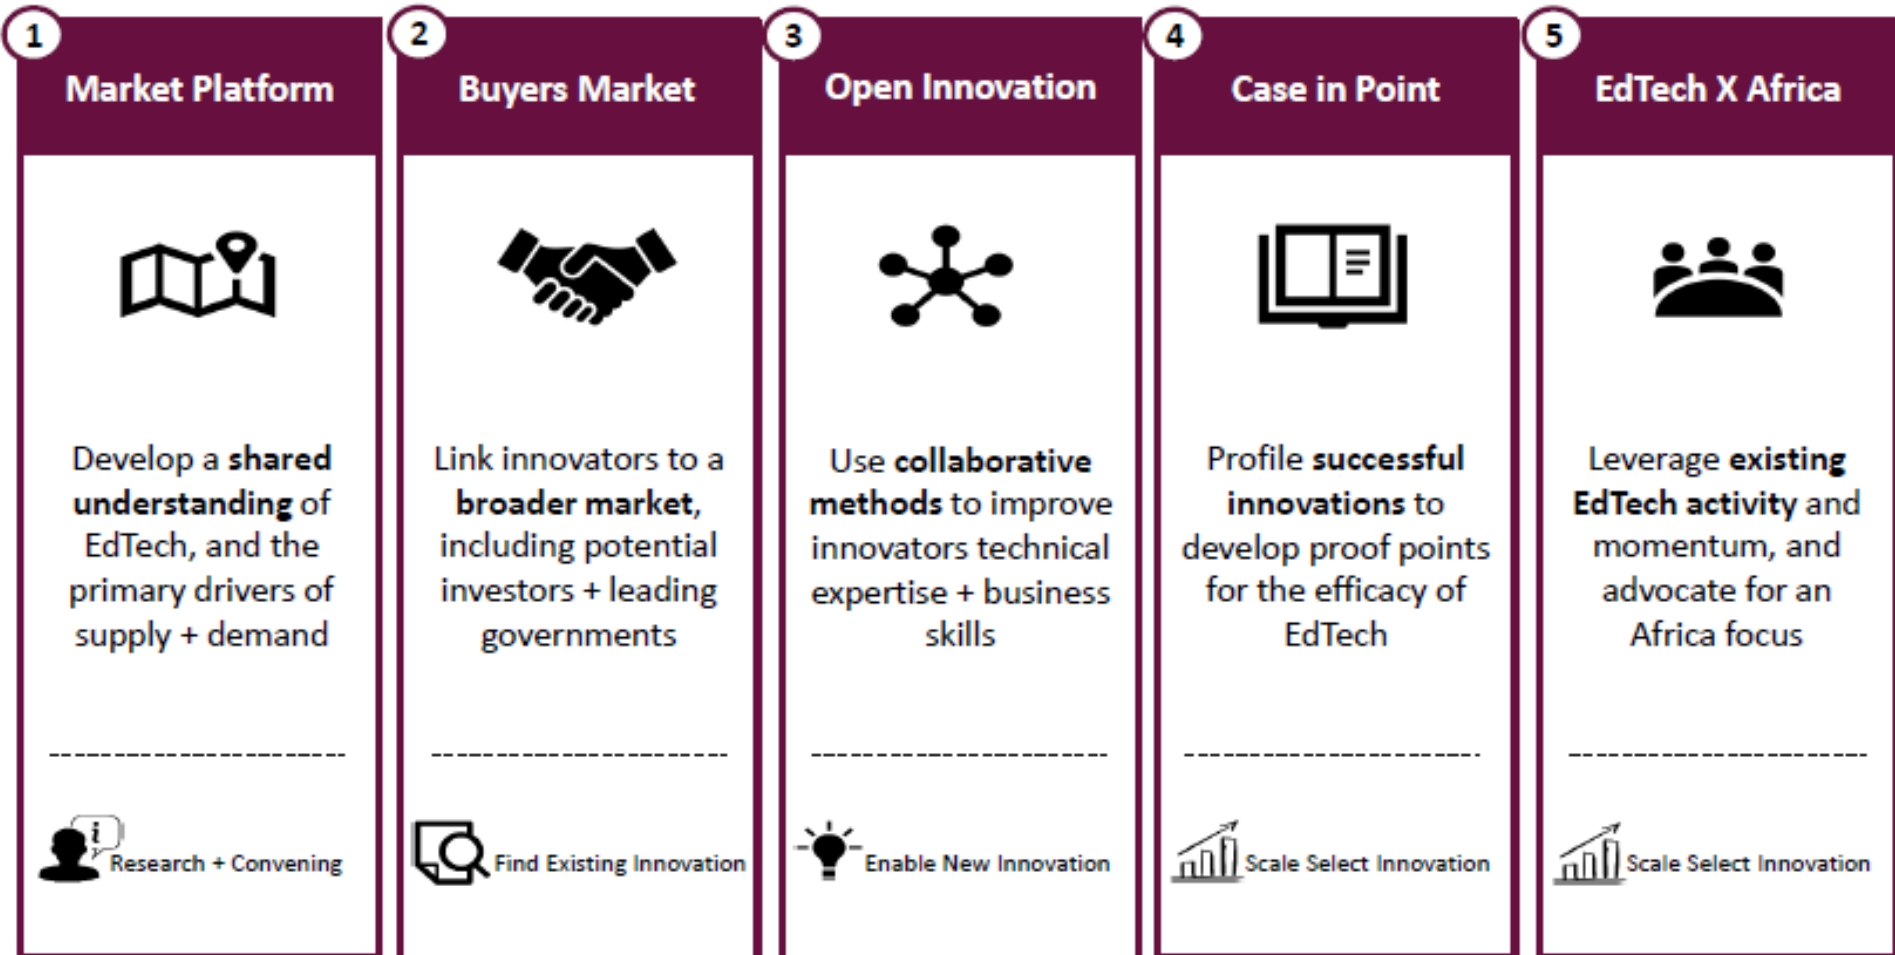 1
Market Platform
Develop a shared
understanding of
EdTech, and the
primary drivers of
supply + demand
i
Research + Convening
2
Buyers Market
Link innovators to a
broader market,
including potential
investors + leading
governments
Find Existing Innovation
3
Open Innovation
Use collaborative
methods to improve
innovators technical
expertise + business
skills
Enable New Innovation
4
Case in Point
Profile successful
innovations to
develop proof points
for the efficacy of
EdTech
Scale Select Innovation
5
EdTech X Africa
Leverage existing
EdTech activity and
momentum, and
advocate for an
Africa focus
Scale Select Innovation